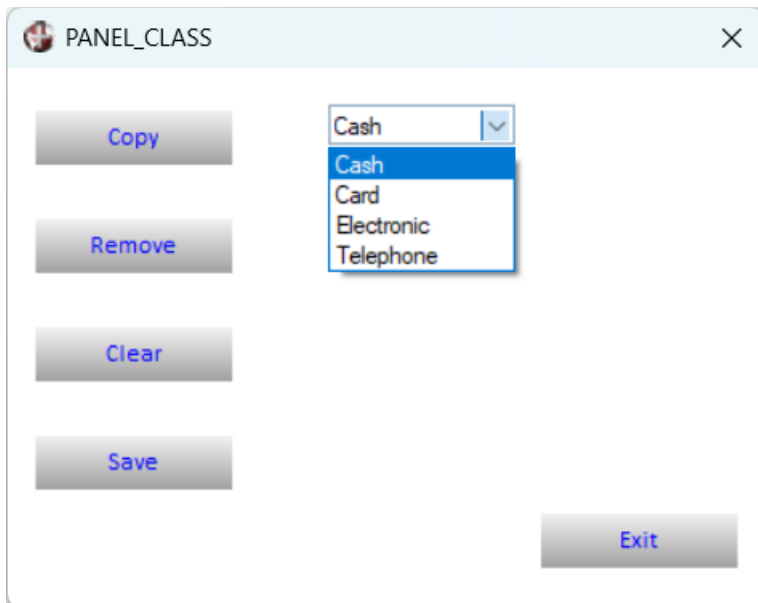 PANEL_CLASS
Copy
Cash
Cash
Card
Electronic
Telephone
Remove
Clear
Save
Exit